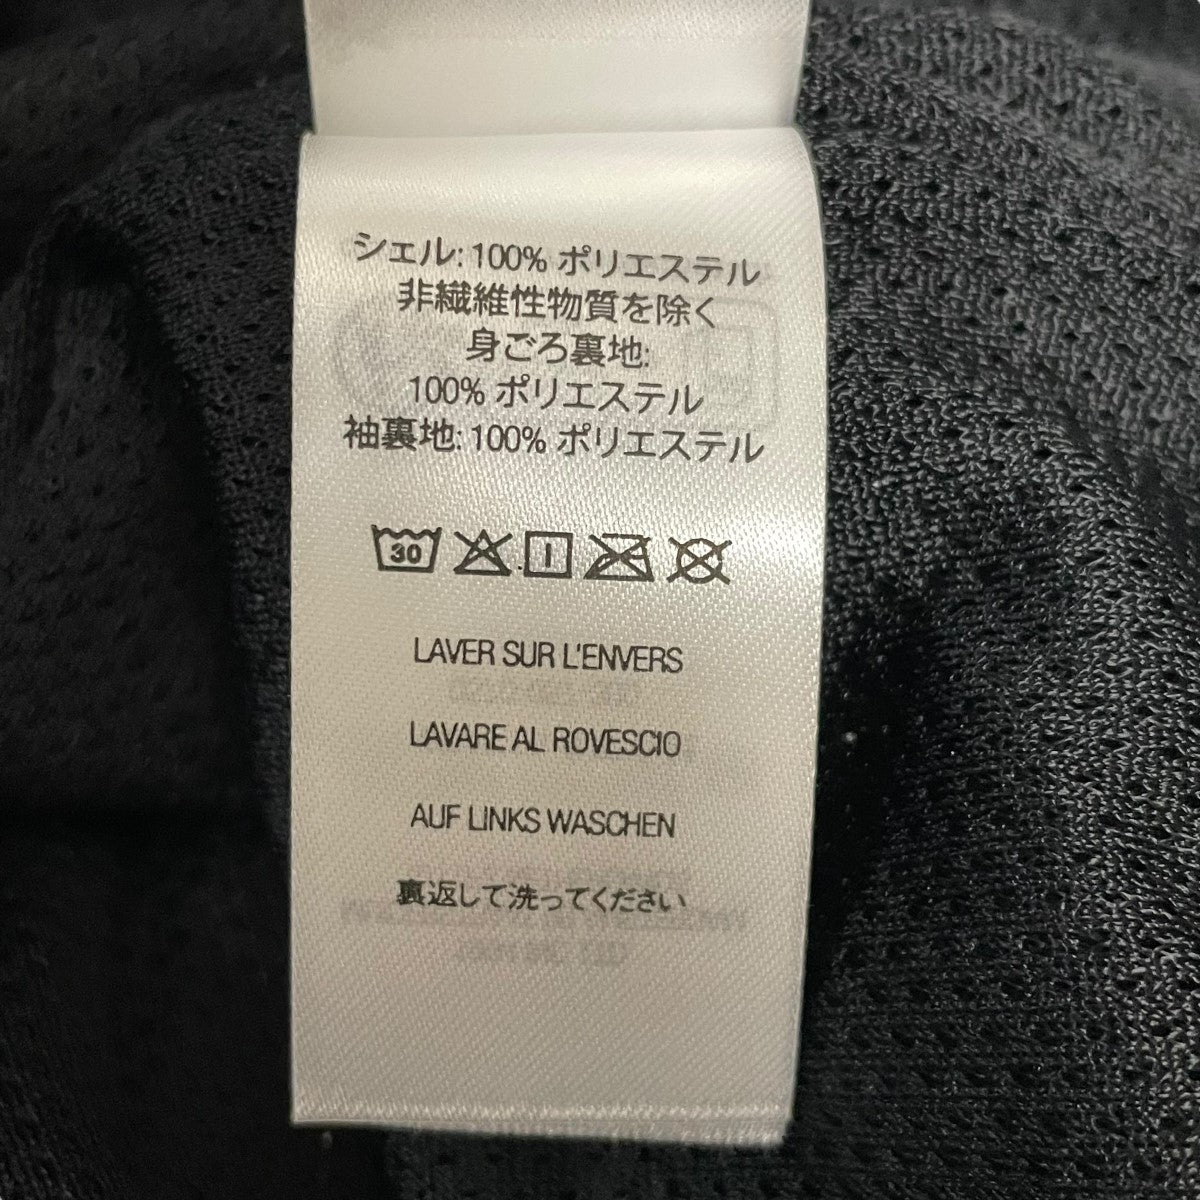 シェル: 100% ポリエステル
非繊維性物質を除く
身ごろ裏地:
100% ポリエステル
袖裏地: 100% ポリエステル
30
LAVER SUR L'ENVERS
LAVARE AL ROVESCIO
AUF LINKS WASCHEN
裏返して洗ってください